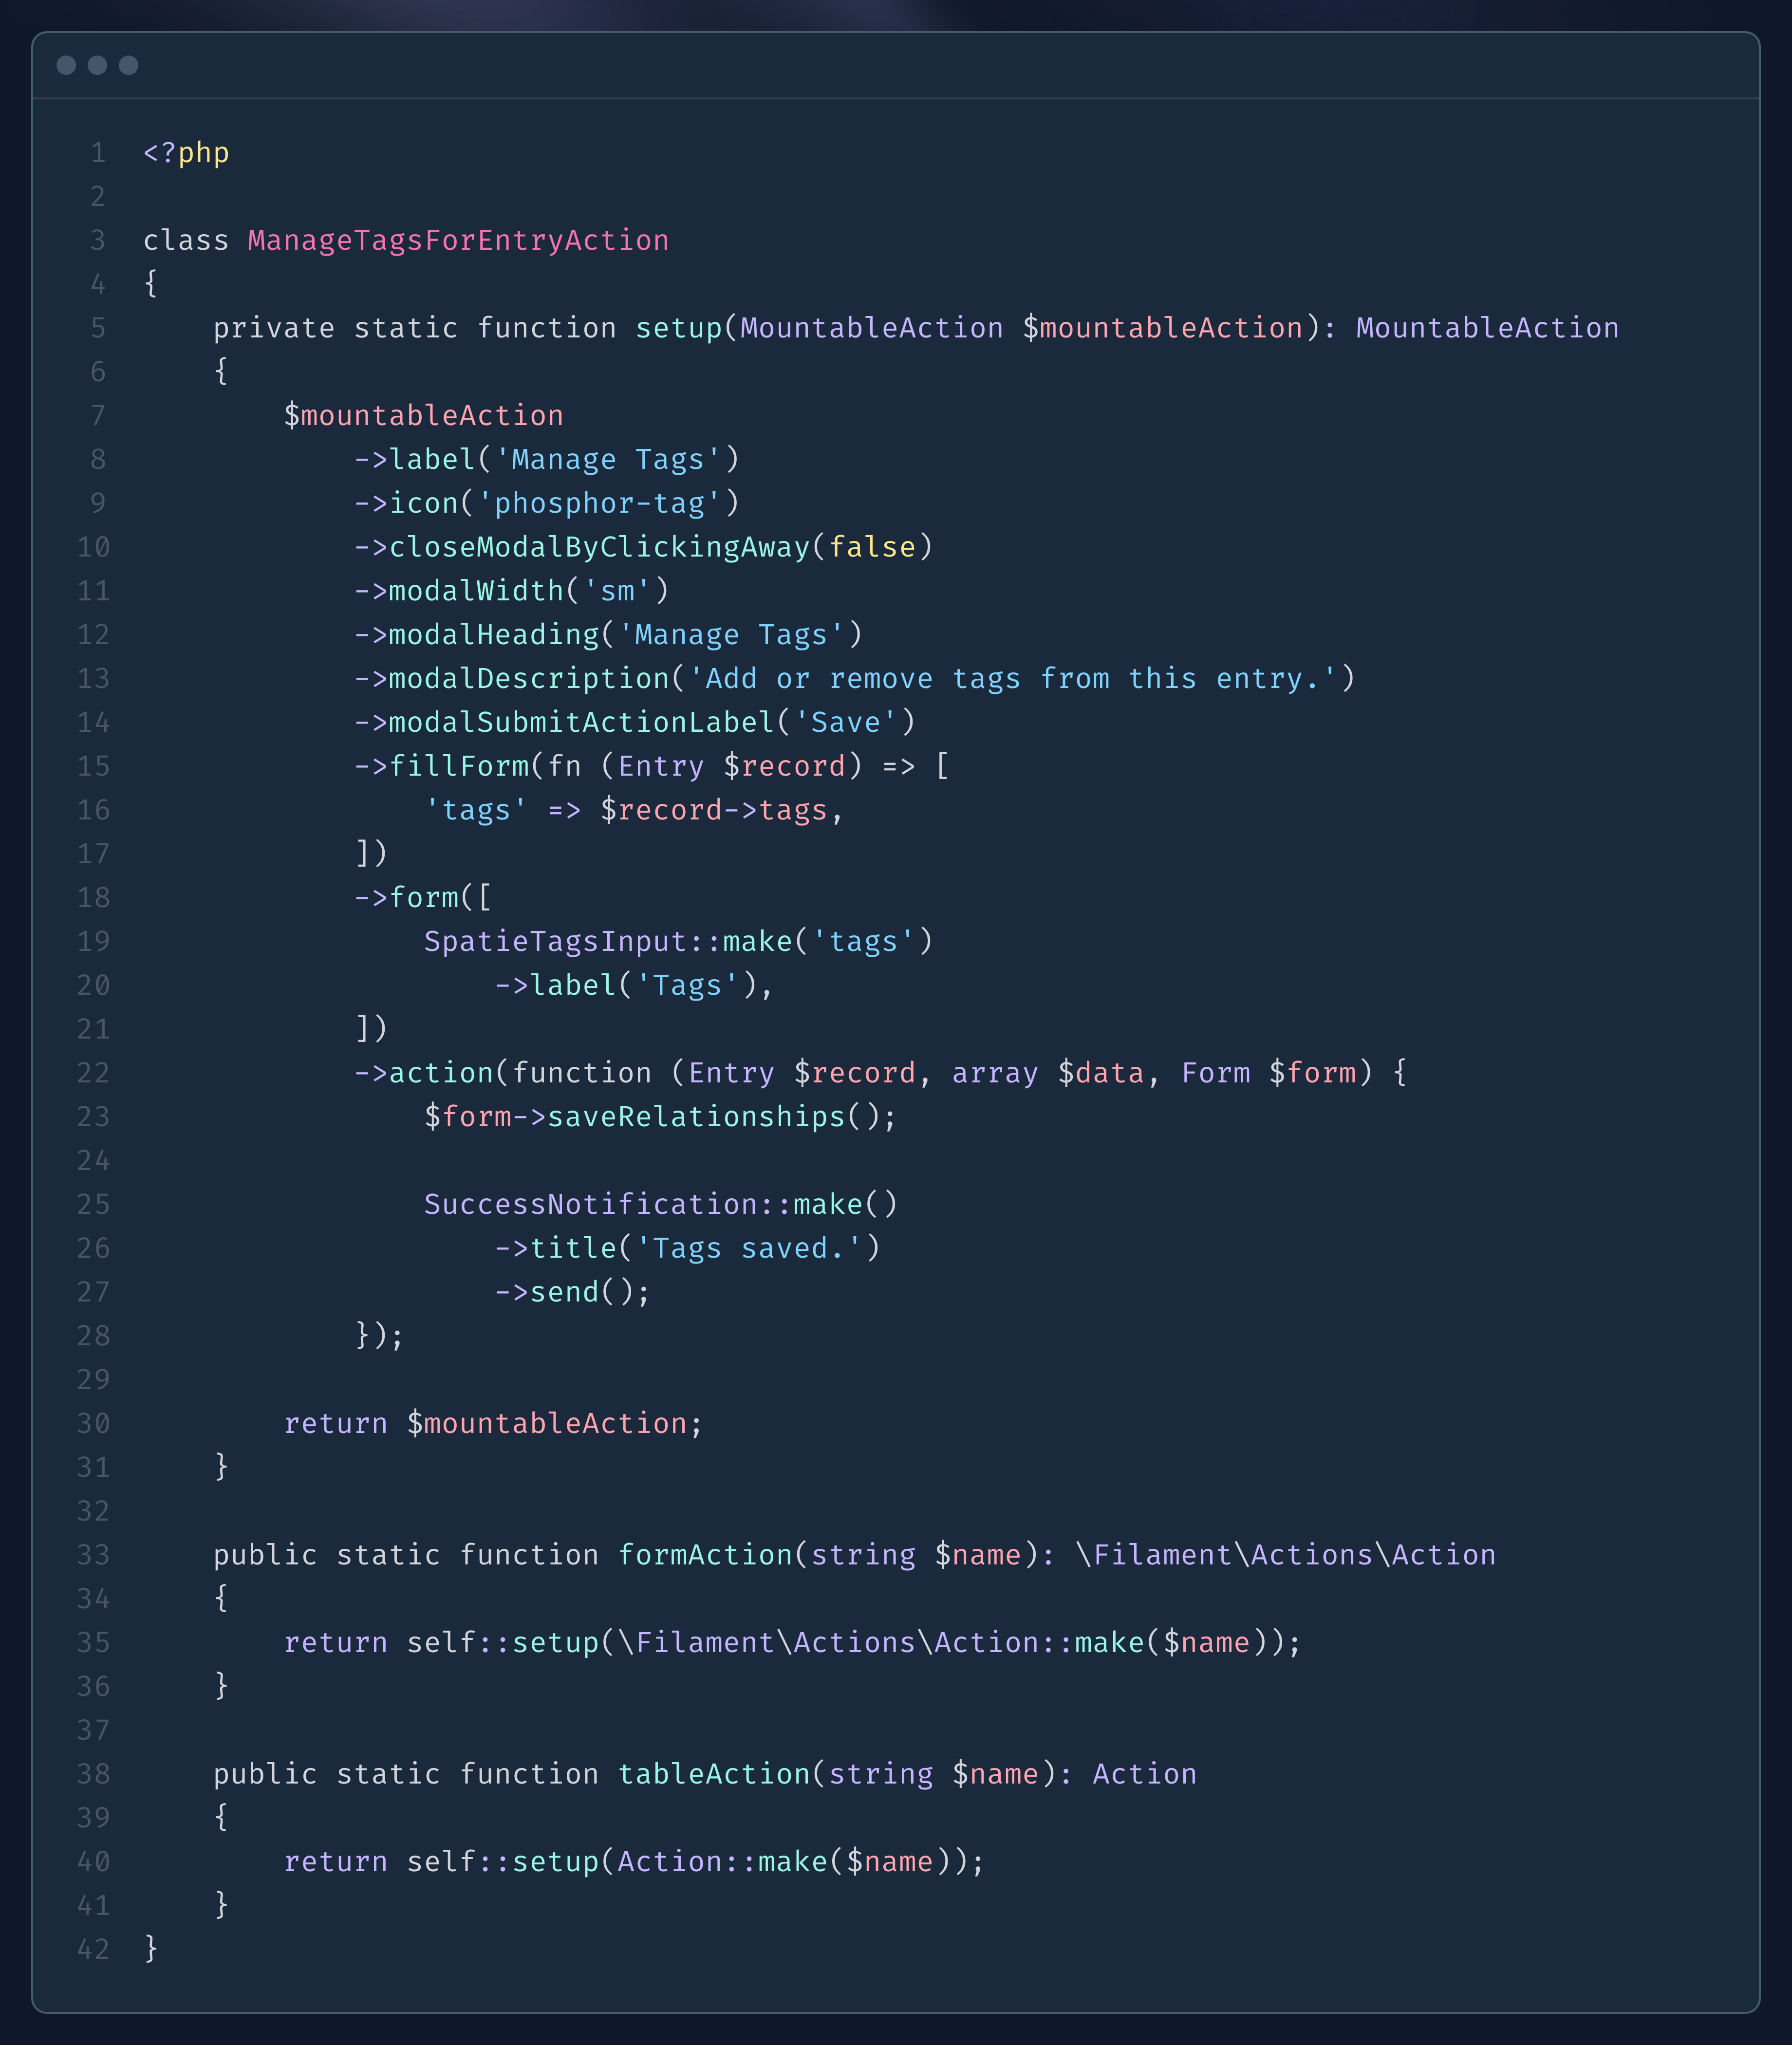 1 <?php
2
3 class ManageTagsForEntryAction
4 {
5     private static function setup(MountableAction $mountableAction): MountableAction
6     {
7         $mountableAction
8             ->label('Manage Tags')
9             ->icon('phosphor-tag')
10             ->closeModalByClickingAway(false)
11             ->modalWidth('sm')
12             ->modalHeading('Manage Tags')
13             ->modalDescription('Add or remove tags from this entry.')
14             ->modalSubmitActionLabel('Save')
15             ->fillForm(fn (Entry $record) => [
16                 'tags' => $record->tags,
17             ])
18             ->form([
19                 SpatieTagsInput::make('tags')
20                     ->label('Tags'),
21             ])
22             ->action(function (Entry $record, array $data, Form $form) {
23                 $form->saveRelationships();
24
25                 SuccessNotification::make()
26                     ->title('Tags saved.')
27                     ->send();
28             });
29
30         return $mountableAction;
31     }
32
33     public static function formAction(string $name): \Filament\Actions\Action
34     {
35         return self::setup(\Filament\Actions\Action::make($name));
36     }
37
38     public static function tableAction(string $name): Action
39     {
40         return self::setup(Action::make($name));
41     }
42 }